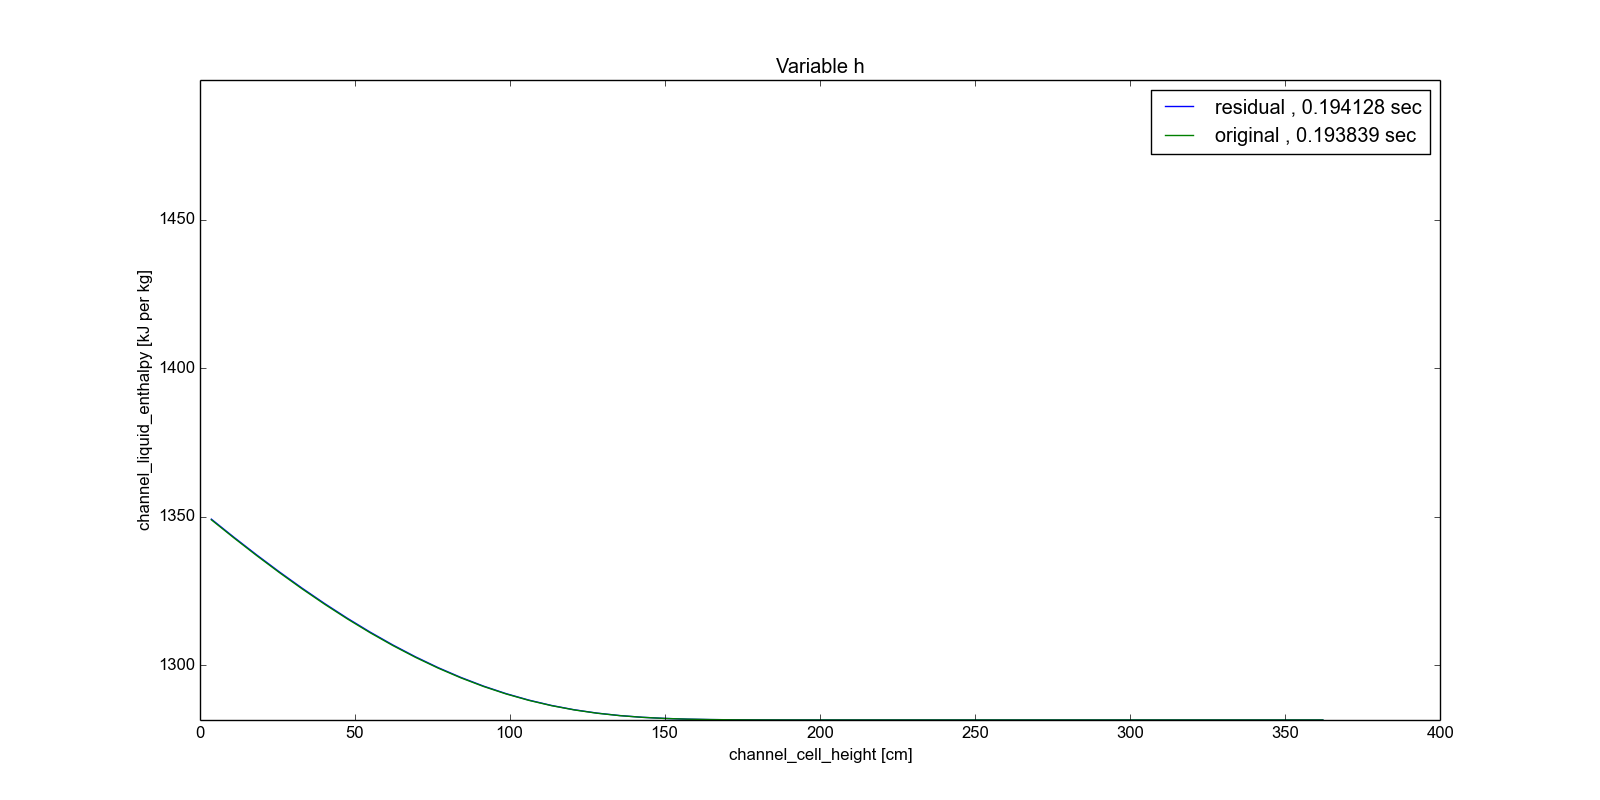 Variable h
residual , 0.194128 sec
original , 0.193839 sec
channel_liquid_enthalpy [kJ per kg]
1450
1400
1350
1300
0 50 100 150 200 250 300 350 400
channel_cell_height [cm]